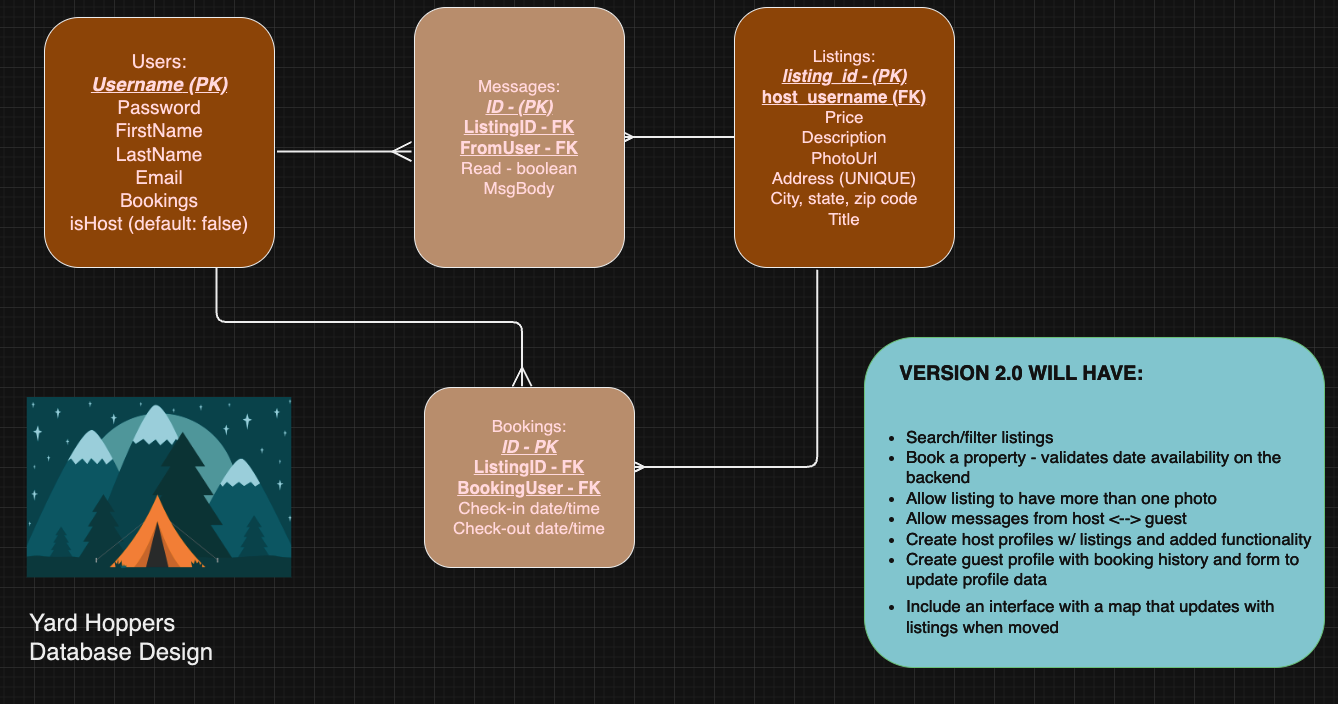 Users:
Username (PK)
Password
FirstName
LastName
Email
Bookings
isHost (default: false)
Messages:
ID - (PK)
ListingID - FK
FromUser - FK
Read - boolean
MsgBody
Listings:
listing_id - (PK)
host_username (FK)
Price
Description
PhotoUrl
Address (UNIQUE)
City, state, zip code
Title
Bookings:
ID - PK
ListingID - FK
BookingUser - FK
Check-in date/time
Check-out date/time
VERSION 2.0 WILL HAVE:
• Search/filter listings
• Book a property - validates date availability on the
backend
• Allow listing to have more than one photo
• Allow messages from host <--> guest
• Create host profiles w/ listings and added functionality
• Create guest profile with booking history and form to
update profile data
• Include an interface with a map that updates with
listings when moved
Yard Hoppers
Database Design